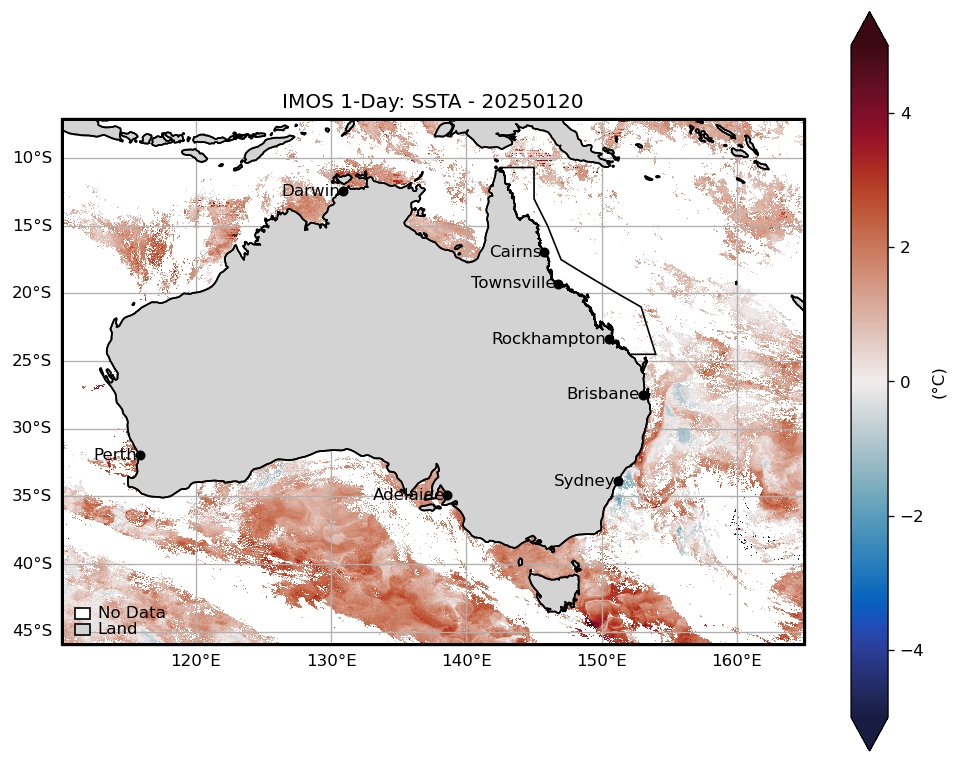 IMOS 1-Day: SSTA - 20250120
10°S
15°S
20°S
25°S
30°S
35°S
40°S
45°S
Darwin
Cairns
Townsville
Rockhampton
Brisbane
Perth
Sydney
Adelaide
No Data
Land
120°E 130°E 140°E 150°E 160°E
4
2
0
−2
−4
(°C)